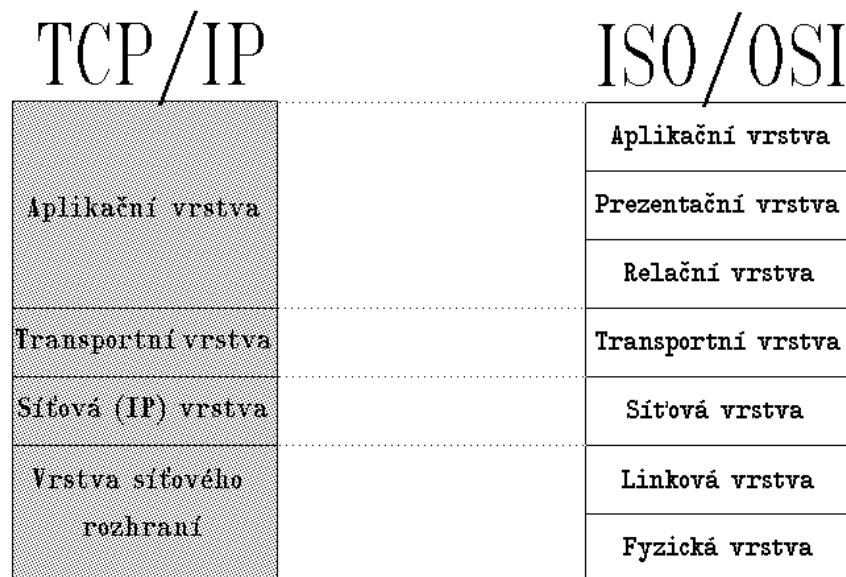 TCP/IP
Aplikační vrstva
Transportní vrstva
Síťová (IP) vrstva
Vrstva síťového
rozhraní
ISO/OSI
Aplikační vrstva
Prezentační vrstva
Relační vrstva
Transportní vrstva
Síťová vrstva
Linková vrstva
Fyzická vrstva